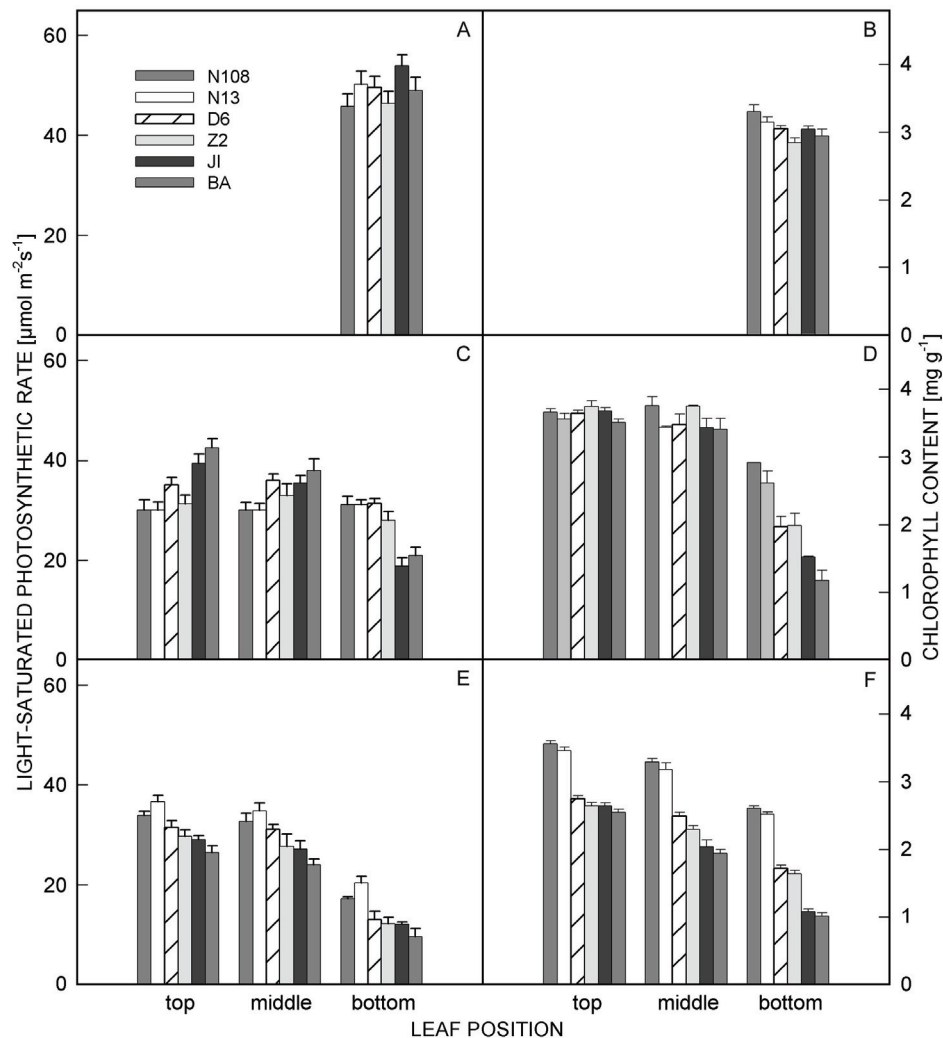 A
B
60
40
20
0
N108
N13
D6
Z2
JI
BA
4
3
2
1
0
C
D
60
40
20
0
4
3
2
1
0
E
F
60
40
20
0
4
3
2
1
0
LIGHT-SATURATED PHOTOSYNTHETIC RATE [µmol m⁻²s⁻¹]
CHLOROPHYLL CONTENT [mg g⁻¹]
top middle bottom top middle bottom
LEAF POSITION